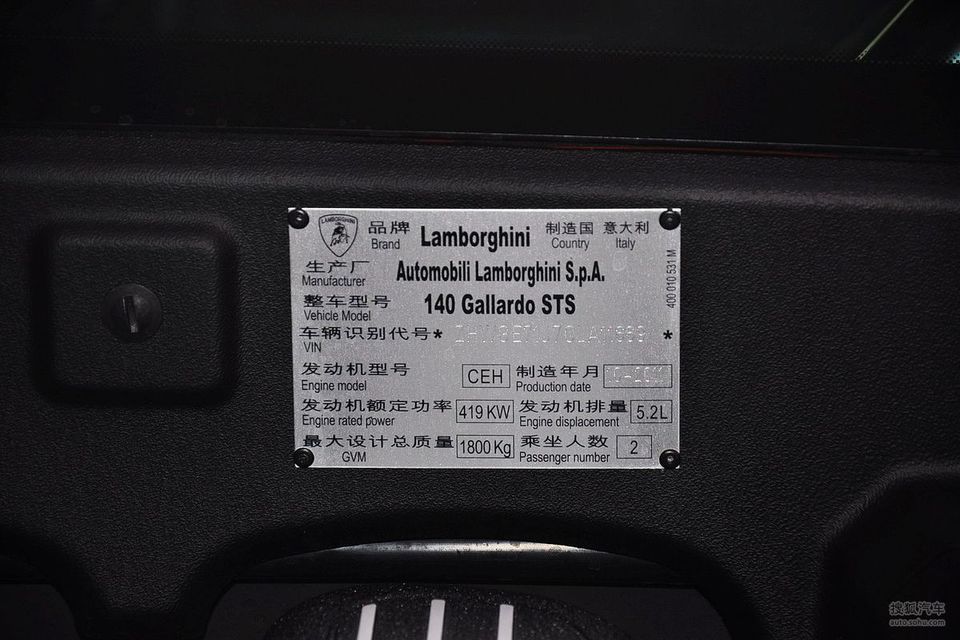 LAMBORGHINI
品牌 Lamborghini 制造国 意大利
Brand Country Italy
生产厂 Automobili Lamborghini S.p.A.
Manufacturer
整车型号 140 Gallardo STS
Vehicle Model
车辆识别代号 * *
VIN
400 010 531 M
发动机型号 CEH 制造年月
Engine model Production date
发动机额定功率 419 KW 发动机排量 5.2L
Engine rated power Engine displacement
最大设计总质量 1800 Kg 乘坐人数 2
GVM Passenger number
搜狐汽车
auto.sohu.com